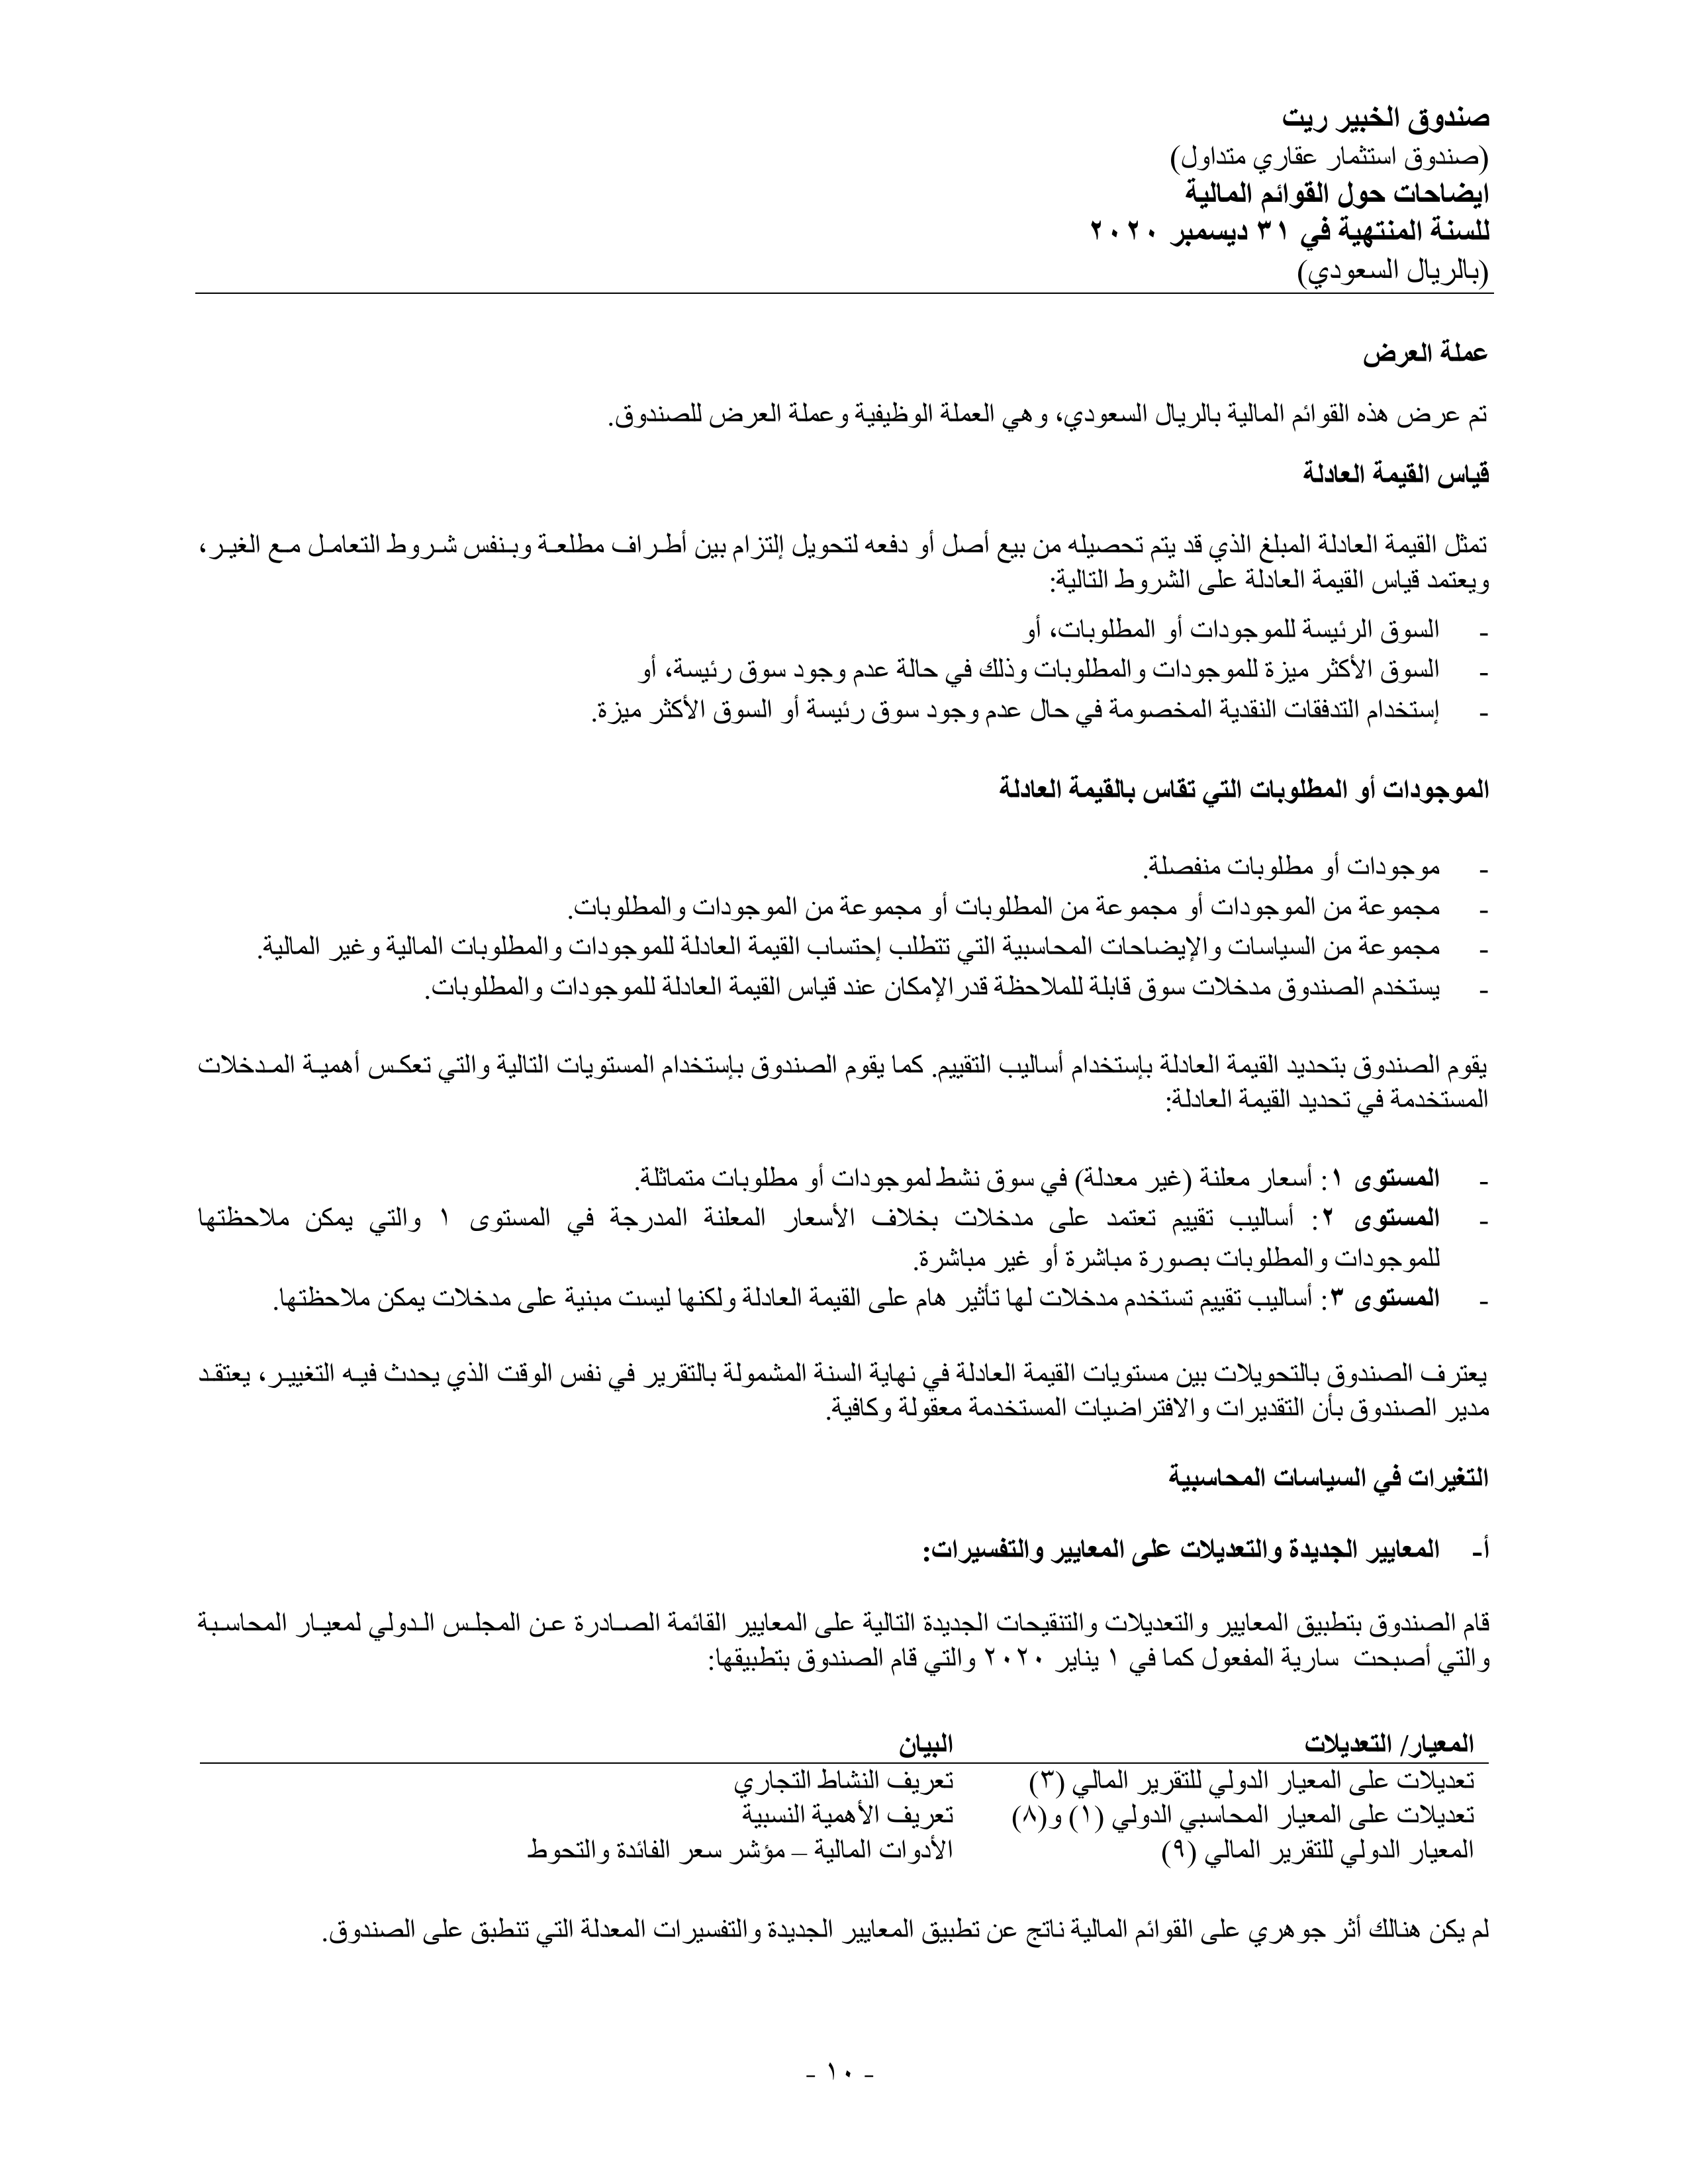 صندوق الخبير ريت
(صندوق استثمار عقاري متداول)
ايضاحات حول القوائم المالية
للسنة المنتهية في ٣١ ديسمبر ٢٠٢٠
(بالريال السعودي)
عملة العرض
تم عرض هذه القوائم المالية بالريال السعودي، وهي العملة الوظيفية وعملة العرض للصندوق.
قياس القيمة العادلة
تمثل القيمة العادلة المبلغ الذي قد يتم تحصيله من بيع أصل أو دفعه لتحويل إلتزام بين أطراف مطلعة وبنفس شروط التعامل مع الغير،
ويعتمد قياس القيمة العادلة على الشروط التالية:
- السوق الرئيسة للموجودات أو المطلوبات، أو
- السوق الأكثر ميزة للموجودات والمطلوبات وذلك في حالة عدم وجود سوق رئيسة، أو
- إستخدام التدفقات النقدية المخصومة في حال عدم وجود سوق رئيسة أو السوق الأكثر ميزة.
الموجودات أو المطلوبات التي تقاس بالقيمة العادلة
- موجودات أو مطلوبات منفصلة.
- مجموعة من الموجودات أو مجموعة من المطلوبات أو مجموعة من الموجودات والمطلوبات.
- مجموعة من السياسات والإيضاحات المحاسبية التي تتطلب إحتساب القيمة العادلة للموجودات والمطلوبات المالية وغير المالية.
- يستخدم الصندوق مدخلات سوق قابلة للملاحظة قدرالإمكان عند قياس القيمة العادلة للموجودات والمطلوبات.
يقوم الصندوق بتحديد القيمة العادلة بإستخدام أساليب التقييم. كما يقوم الصندوق بإستخدام المستويات التالية والتي تعكس أهمية المدخلات
المستخدمة في تحديد القيمة العادلة:
- المستوى ١: أسعار معلنة (غير معدلة) في سوق نشط لموجودات أو مطلوبات متماثلة.
- المستوى ٢: أساليب تقييم تعتمد على مدخلات بخلاف الأسعار المعلنة المدرجة في المستوى ١ والتي يمكن ملاحظتها
للموجودات والمطلوبات بصورة مباشرة أو غير مباشرة.
- المستوى ٣: أساليب تقييم تستخدم مدخلات لها تأثير هام على القيمة العادلة ولكنها ليست مبنية على مدخلات يمكن ملاحظتها.
يعترف الصندوق بالتحويلات بين مستويات القيمة العادلة في نهاية السنة المشمولة بالتقرير في نفس الوقت الذي يحدث فيه التغيير، يعتقد
مدير الصندوق بأن التقديرات والافتراضيات المستخدمة معقولة وكافية.
التغيرات في السياسات المحاسبية
أ- المعايير الجديدة والتعديلات على المعايير والتفسيرات:
قام الصندوق بتطبيق المعايير والتعديلات والتنقيحات الجديدة التالية على المعايير القائمة الصادرة عن المجلس الدولي لمعيار المحاسبة
والتي أصبحت سارية المفعول كما في ١ يناير ٢٠٢٠ والتي قام الصندوق بتطبيقها:
المعيار/ التعديلات البيان
تعديلات على المعيار الدولي للتقرير المالي (٣) تعريف النشاط التجاري
تعديلات على المعيار المحاسبي الدولي (١) و(٨) تعريف الأهمية النسبية
المعيار الدولي للتقرير المالي (٩) الأدوات المالية – مؤشر سعر الفائدة والتحوط
لم يكن هنالك أثر جوهري على القوائم المالية ناتج عن تطبيق المعايير الجديدة والتفسيرات المعدلة التي تنطبق على الصندوق.
- ١٠ -